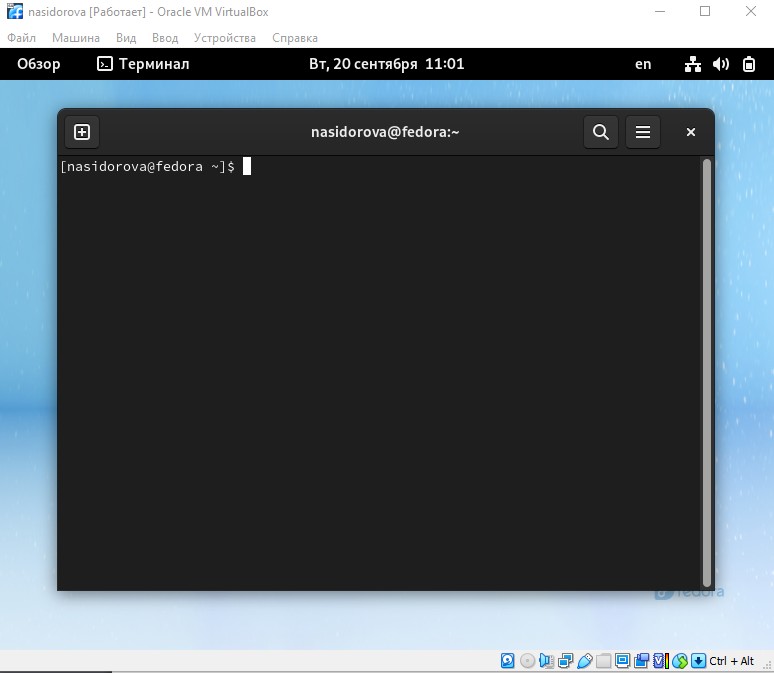 nasidorova [Работает] - Oracle VM VirtualBox
Файл Машина Вид Ввод Устройства Справка
Обзор Терминал Вт, 20 сентября 11:01 en
nasidorova@fedora:~
[nasidorova@fedora ~]$
fedora
Ctrl + Alt